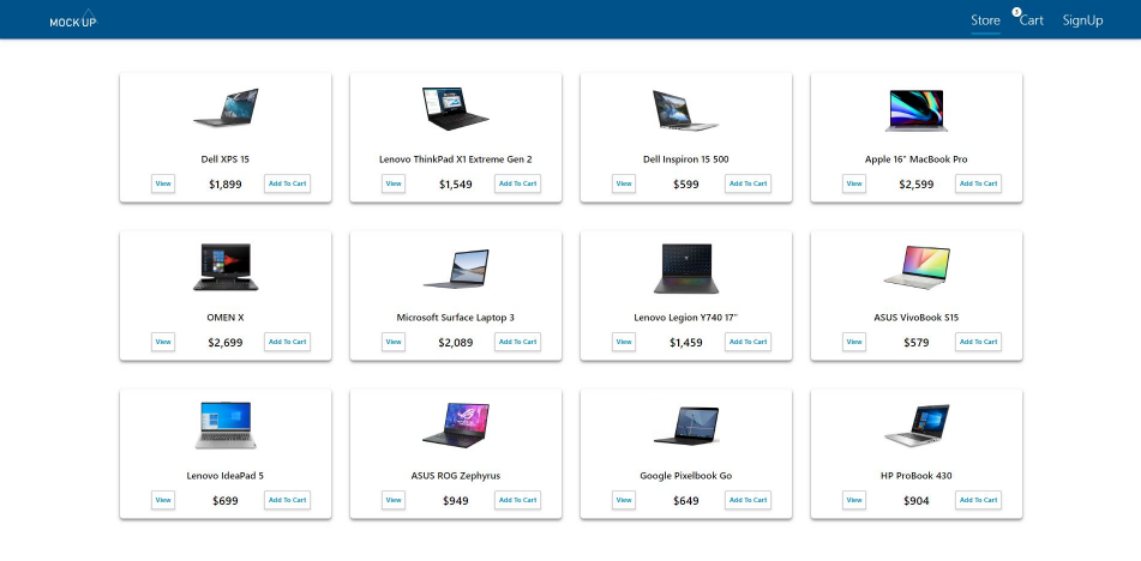 MOCK UP
Store
Cart
SignUp
Dell XPS 15
View $1,899 Add To Cart
Lenovo ThinkPad X1 Extreme Gen 2
View $1,549 Add To Cart
Dell Inspiron 15 500
View $599 Add To Cart
Apple 16" MacBook Pro
View $2,599 Add To Cart
OMEN X
View $2,699 Add To Cart
Microsoft Surface Laptop 3
View $2,089 Add To Cart
Lenovo Legion Y740 17"
View $1,459 Add To Cart
ASUS VivoBook S15
View $579 Add To Cart
Lenovo IdeaPad 5
View $699 Add To Cart
ASUS ROG Zephyrus
View $949 Add To Cart
Google Pixelbook Go
View $649 Add To Cart
HP ProBook 430
View $904 Add To Cart